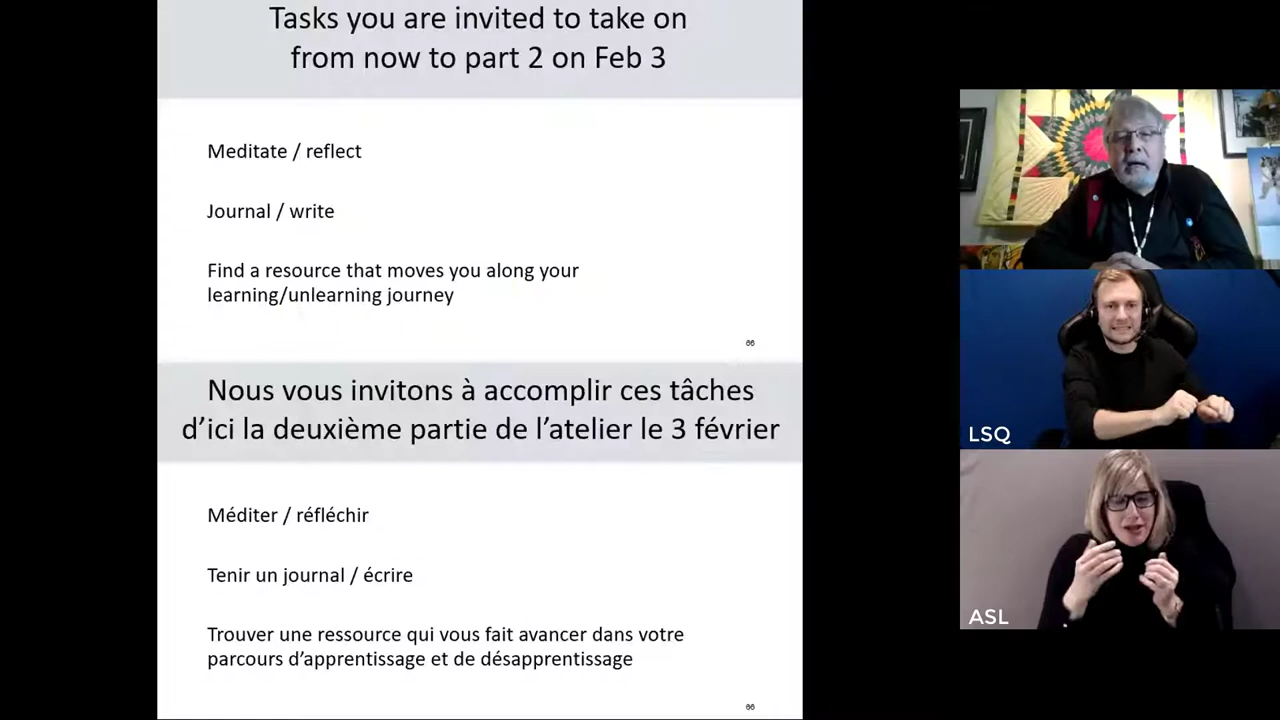 Tasks you are invited to take on
from now to part 2 on Feb 3
Meditate / reflect
Journal / write
Find a resource that moves you along your
learning/unlearning journey
66
Nous vous invitons à accomplir ces tâches
d’ici la deuxième partie de l’atelier le 3 février
Méditer / réfléchir
Tenir un journal / écrire
Trouver une ressource qui vous fait avancer dans votre
parcours d’apprentissage et de désapprentissage
66
LSQ
ASL